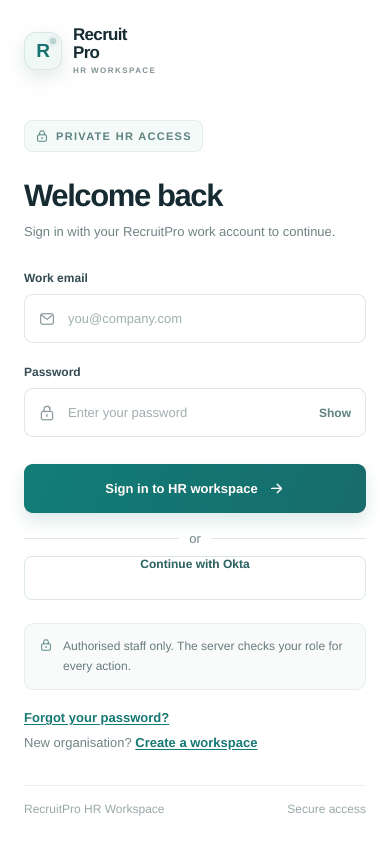 R
Recruit
Pro
HR WORKSPACE
PRIVATE HR ACCESS
Welcome back
Sign in with your RecruitPro work account to continue.
Work email
you@company.com
Password
Enter your password
Show
Sign in to HR workspace
or
Continue with Okta
Authorised staff only. The server checks your role for
every action.
Forgot your password?
New organisation? Create a workspace
RecruitPro HR Workspace
Secure access